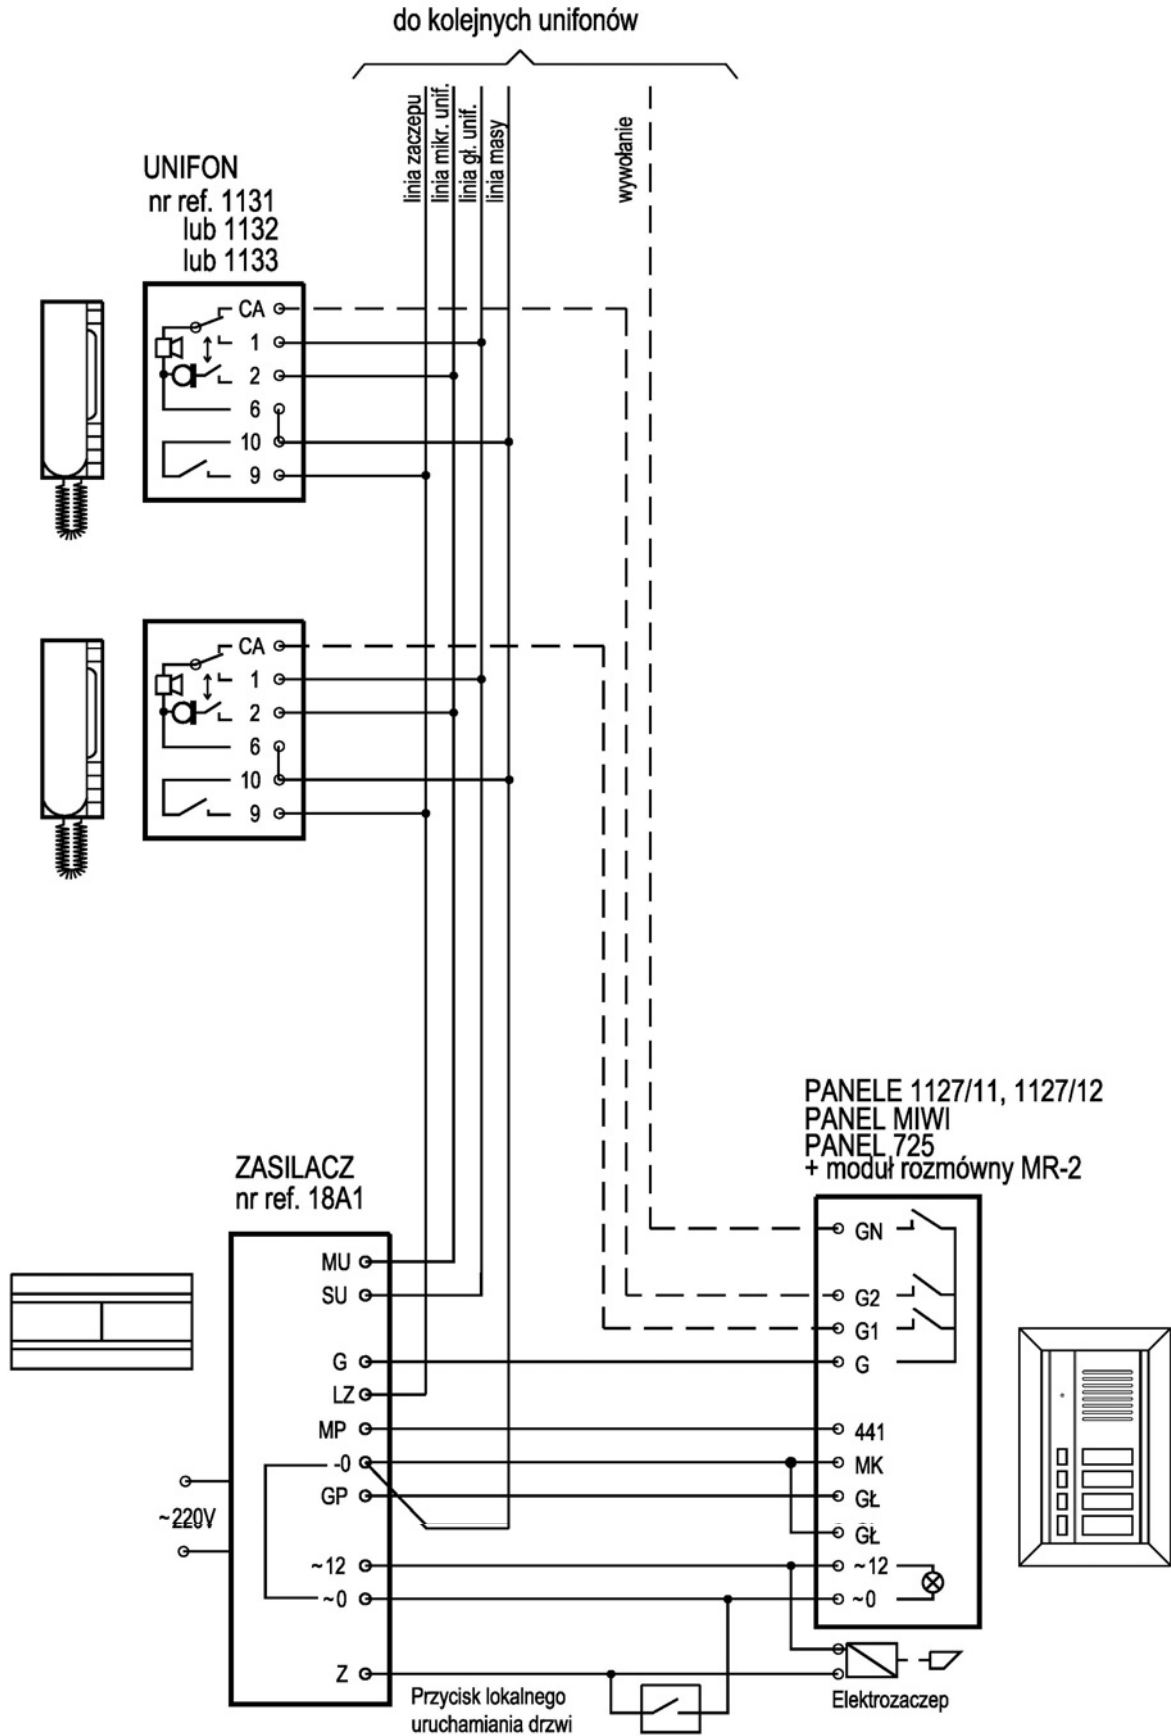 do kolejnych unifonów
linia zaczepu
linia mikr. unif.
linia gł. unif.
linia masy
wywołanie
UNIFON
nr ref. 1131
lub 1132
lub 1133
CA
1
2
6
10
9
CA
1
2
6
10
9
PANELE 1127/11, 1127/12
PANEL MIWI
PANEL 725
+ moduł rozmówny MR-2
ZASILACZ
nr ref. 18A1
MU
SU
G
LZ
MP
-0
GP
~12
~0
Z
~220V
GN
G2
G1
G
441
MK
GŁ
GŁ
~12
~0
Elektrozaczep
Przycisk lokalnego
uruchamiania drzwi